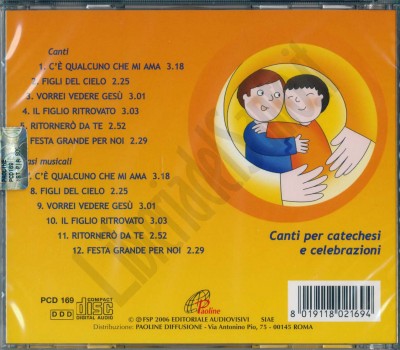 Canti
1. C'È QUALCUNO CHE MI AMA 3.18
2. FIGLI DEL CIELO 2.25
3. VORREI VEDERE GESÙ 3.01
4. IL FIGLIO RITROVATO 3.03
5. RITORNERÒ DA TE 2.52
FESTA GRANDE PER NOI 2.29
asi musicali
C'È QUALCUNO CHE MI AMA 3.18
8. FIGLI DEL CIELO 2.25
9. VORREI VEDERE GESÙ 3.01
10. IL FIGLIO RITROVATO 3.03
11. RITORNERÒ DA TE 2.52
12. FESTA GRANDE PER NOI 2.29
Canti per catechesi
e celebrazioni
PCD 169
DDD
COMPACT
disc
DIGITAL AUDIO
Paoline
8 019118 021694
℗ © FSP 2006 EDITORIALE AUDIOVISIVI SIAE
Distribuzione: PAOLINE DIFFUSIONE - Via Antonino Pio, 75 - 00145 ROMA